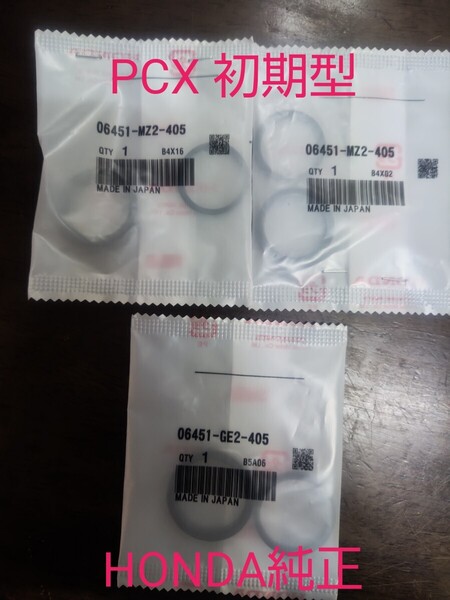 PCX 初期型
06451-MZ2-405
QTY 1 B4X16
MADE IN JAPAN
06451-MZ2-405
QTY 1 B4X02
MADE IN JAPAN
06451-GE2-405
QTY 1 B5A06
MADE IN JAPAN
HONDA純正